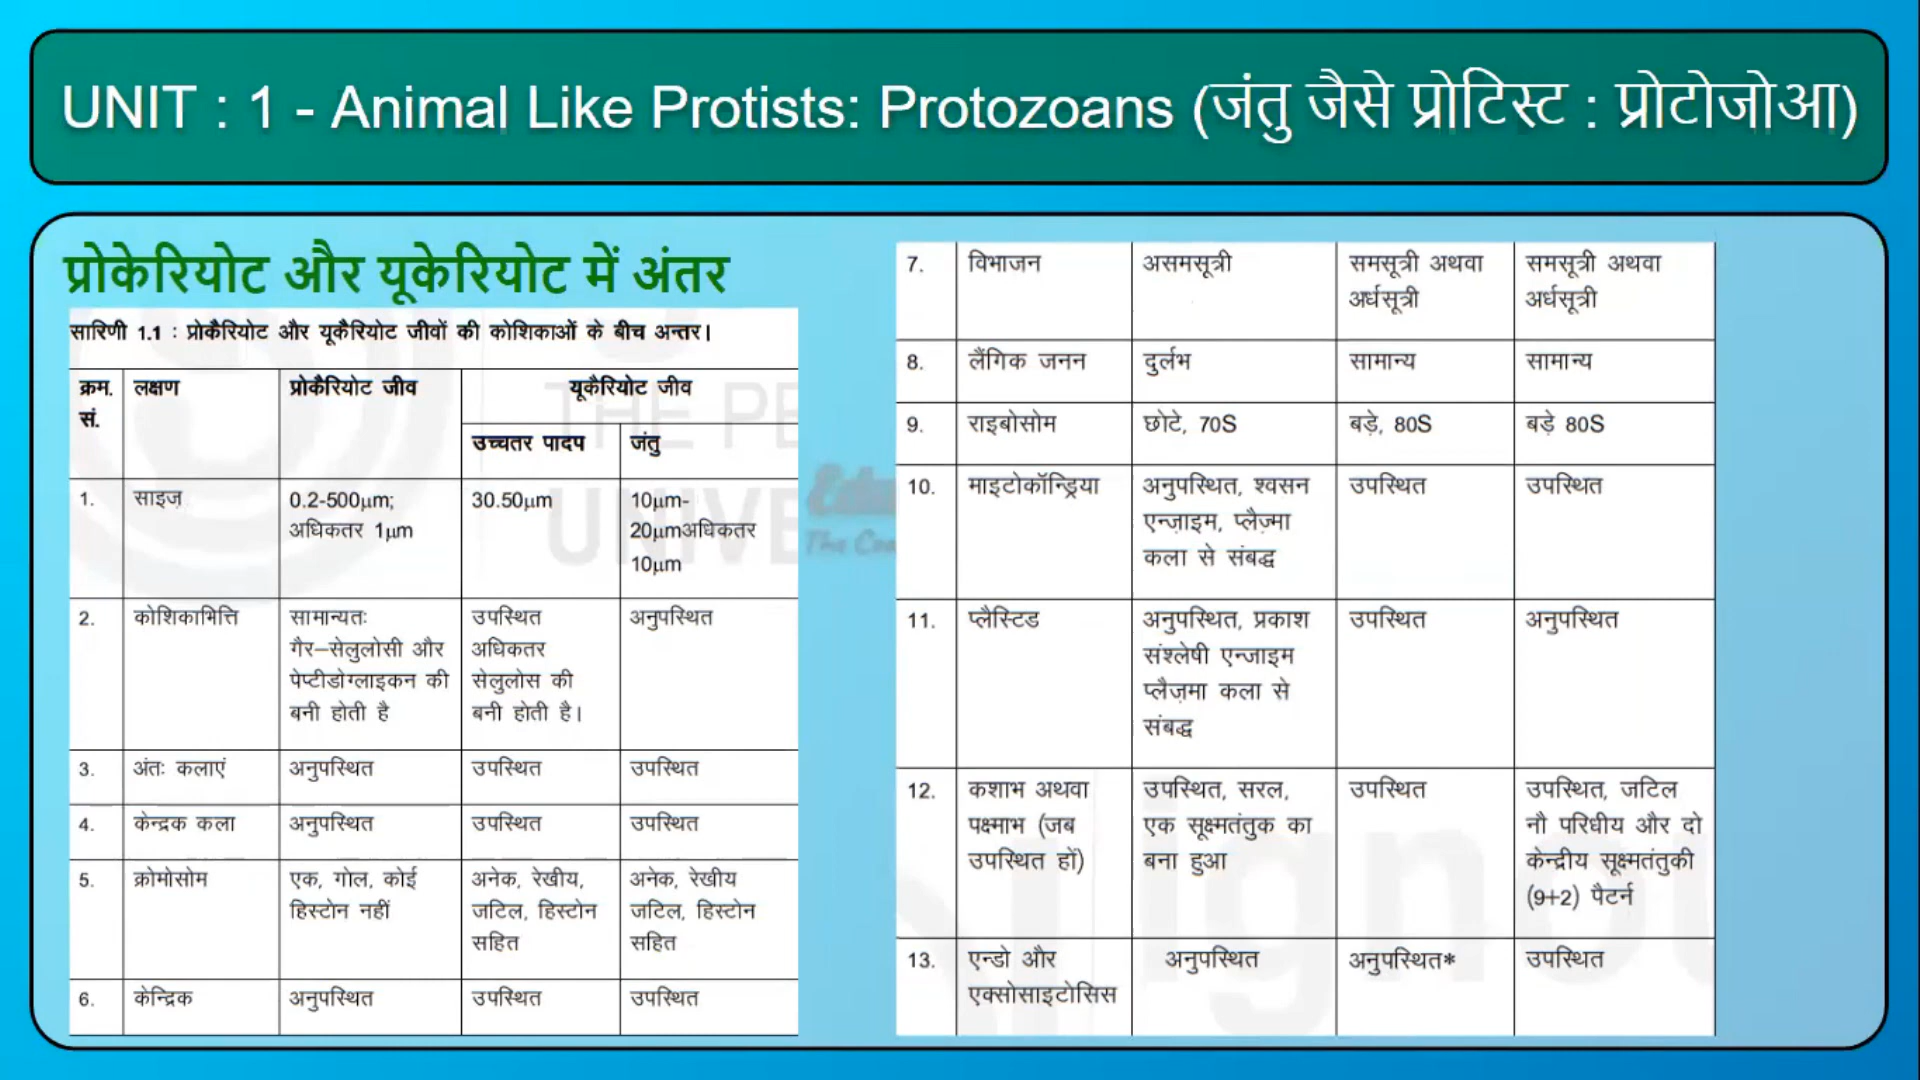 UNIT : 1 - Animal Like Protists: Protozoans (जंतु जैसे प्रोटिस्ट : प्रोटोजोआ)
प्रोकेरियोट और यूकेरियोट में अंतर
सारिणी 1.1 : प्रोकैरियोट और यूकैरियोट जीवों की कोशिकाओं के बीच अन्तर।
क्रम. सं. लक्षण प्रोकैरियोट जीव यूकैरियोट जीव
उच्चतर पादप जंतु
1. साइज़ 0.2-500μm; 30.50μm 10μm-
अधिकतर 1μm 20μmअधिकतर
10μm
2. कोशिकाभित्ति सामान्यतः उपस्थित अनुपस्थित
गैर–सेलुलोसी और अधिकतर
पेप्टीडोग्लाइकन की सेलुलोस की
बनी होती है बनी होती है।
3. अंतः कलाएं अनुपस्थित उपस्थित उपस्थित
4. केन्द्रक कला अनुपस्थित उपस्थित उपस्थित
5. क्रोमोसोम एक, गोल, कोई अनेक, रेखीय, अनेक, रेखीय
हिस्टोन नहीं जटिल, हिस्टोन जटिल, हिस्टोन
सहित सहित
6. केन्द्रिक अनुपस्थित उपस्थित उपस्थित
7. विभाजन असमसूत्री समसूत्री अथवा समसूत्री अथवा
अर्धसूत्री अर्धसूत्री
8. लैंगिक जनन दुर्लभ सामान्य सामान्य
9. राइबोसोम छोटे, 70S बड़े, 80S बड़े 80S
10. माइटोकॉन्ड्रिया अनुपस्थित, श्वसन उपस्थित उपस्थित
एन्ज़ाइम, प्लैज़्मा
कला से संबद्ध
11. प्लैस्टिड अनुपस्थित, प्रकाश उपस्थित अनुपस्थित
संश्लेषी एन्जाइम
प्लैज़मा कला से
संबद्ध
12. कशाभ अथवा उपस्थित, सरल, उपस्थित उपस्थित, जटिल
पक्ष्माभ (जब एक सूक्ष्मतंतुक का नौ परिधीय और दो
उपस्थित हों) बना हुआ केन्द्रीय सूक्ष्मतंतुकी
(9+2) पैटर्न
13. एन्डो और अनुपस्थित अनुपस्थित* उपस्थित
एक्सोसाइटोसिस
THE PE
UNIVE
Edu
The Coa
ignou